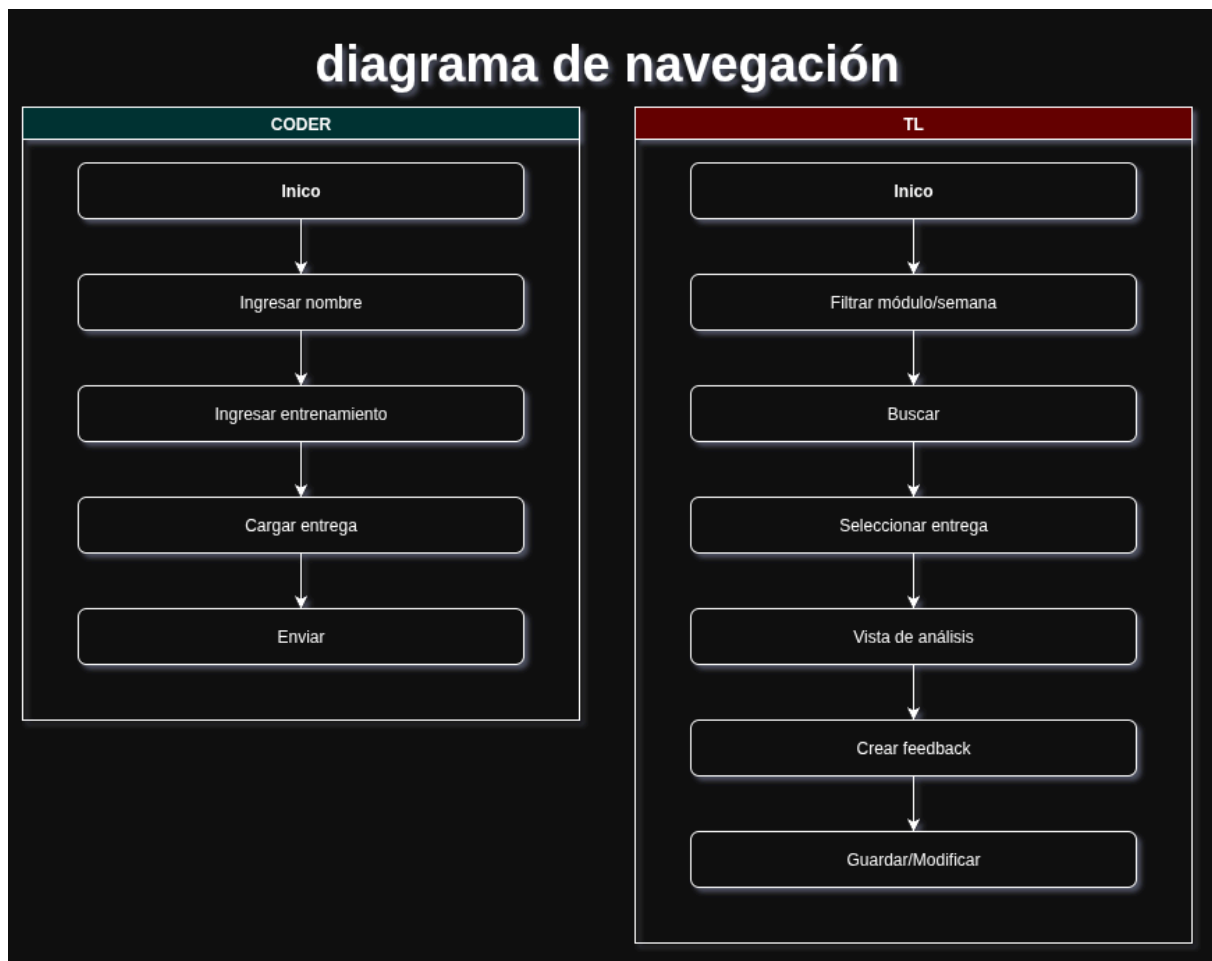 diagrama de navegación
CODER
Inico
Ingresar nombre
Ingresar entrenamiento
Cargar entrega
Enviar
TL
Inico
Filtrar módulo/semana
Buscar
Seleccionar entrega
Vista de análisis
Crear feedback
Guardar/Modificar